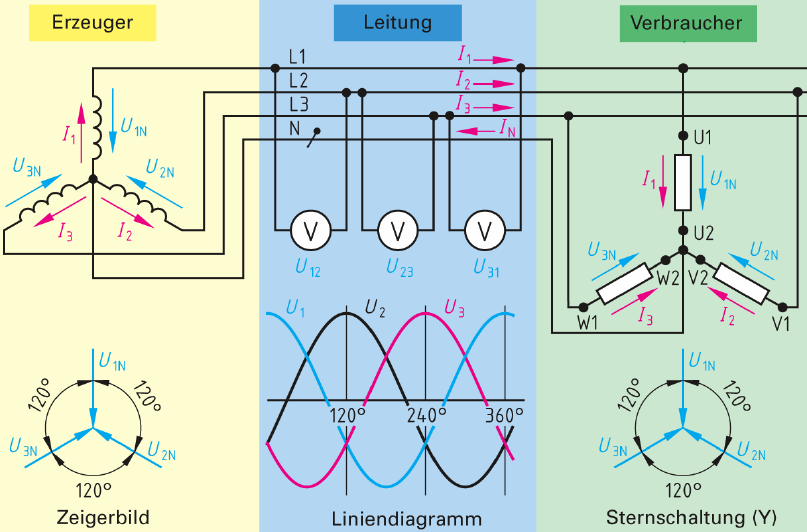 Erzeuger
Leitung
Verbraucher
L1
I1
L2
I2
L3
I3
N
IN
I1
U1N
U3N
U2N
I3
I2
V
V
V
U12
U23
U31
U1
I1
U1N
U2
U3N
U2N
W2
V2
W1
I3
I2
V1
U1
U2
U3
120°
240°
360°
U1N
120°
120°
U3N
U2N
120°
U1N
120°
120°
U3N
U2N
120°
Zeigerbild
Liniendiagramm
Sternschaltung (Y)